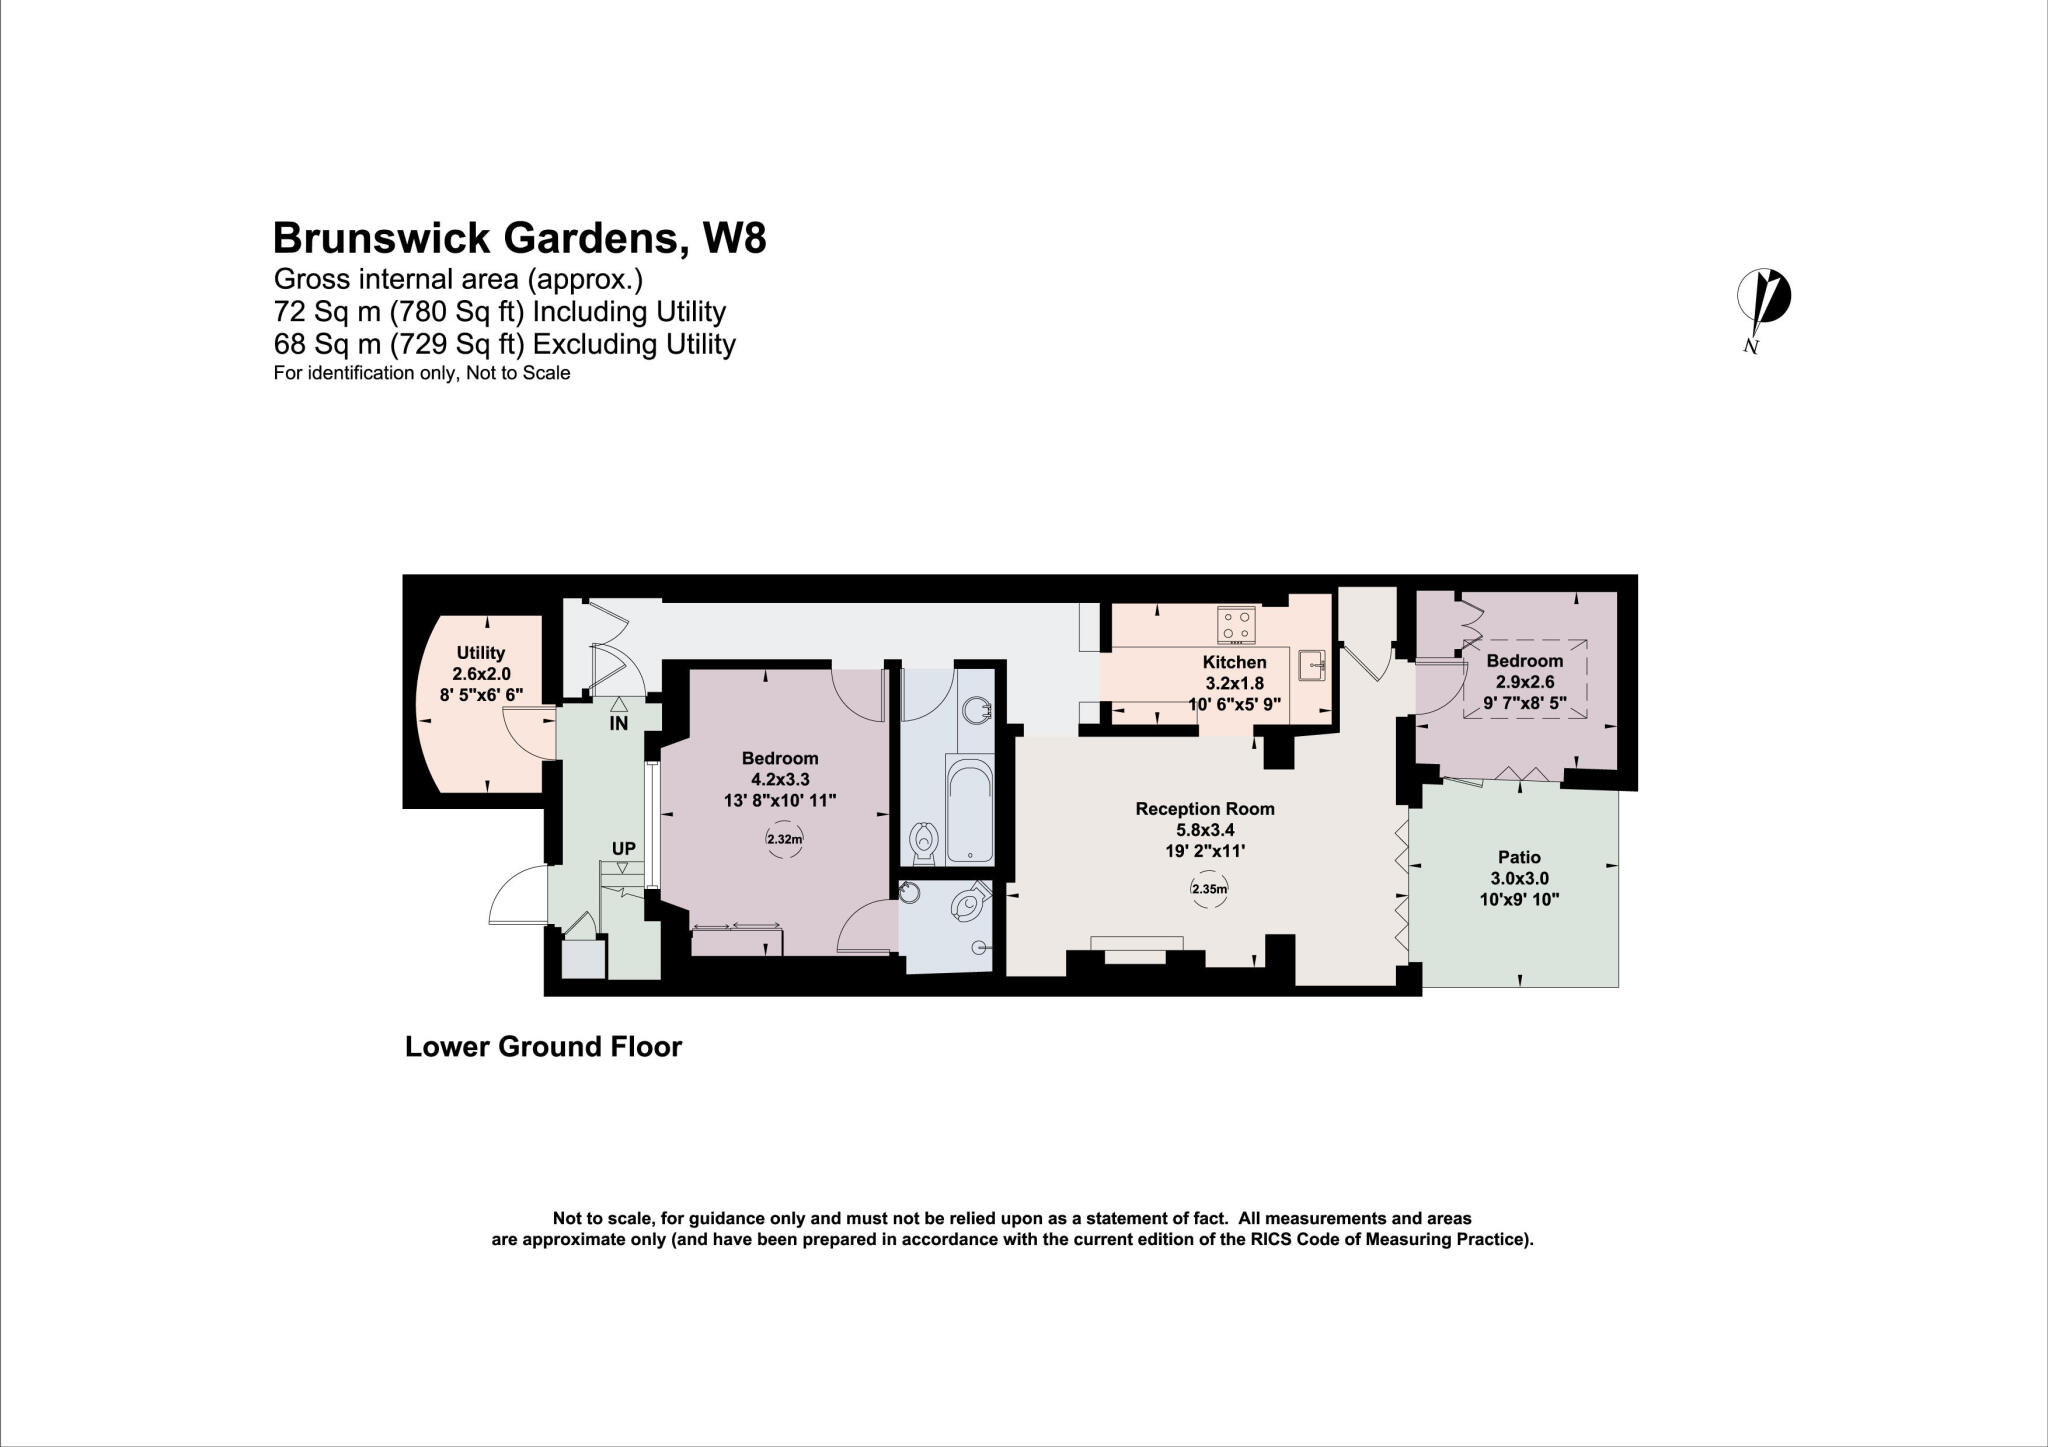 Brunswick Gardens, W8
Gross internal area (approx.)
72 Sq m (780 Sq ft) Including Utility
68 Sq m (729 Sq ft) Excluding Utility
For identification only, Not to Scale
N
Utility
2.6x2.0
8' 5"x6' 6"
IN
UP
Bedroom
4.2x3.3
13' 8"x10' 11"
2.32m
Kitchen
3.2x1.8
10' 6"x5' 9"
Reception Room
5.8x3.4
19' 2"x11'
2.35m
Bedroom
2.9x2.6
9' 7"x8' 5"
Patio
3.0x3.0
10'x9' 10"
Lower Ground Floor
Not to scale, for guidance only and must not be relied upon as a statement of fact. All measurements and areas
are approximate only (and have been prepared in accordance with the current edition of the RICS Code of Measuring Practice).